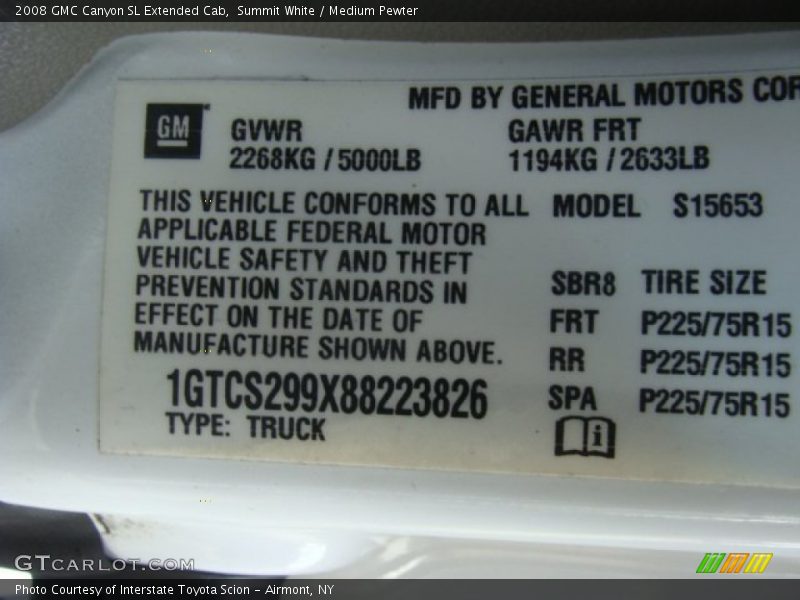 2008 GMC Canyon SL Extended Cab,  Summit White / Medium Pewter
MFD BY GENERAL MOTORS COR
GM
GVWR GAWR FRT
2268KG / 5000LB 1194KG / 2633LB
THIS VEHICLE CONFORMS TO ALL MODEL S15653
APPLICABLE FEDERAL MOTOR
VEHICLE SAFETY AND THEFT
PREVENTION STANDARDS IN SBR8 TIRE SIZE
EFFECT ON THE DATE OF FRT P225/75R15
MANUFACTURE SHOWN ABOVE. RR P225/75R15
1GTCS299X88223826 SPA P225/75R15
TYPE: TRUCK
GTCARLOT.COM
Photo Courtesy of Interstate Toyota Scion - Airmont, NY